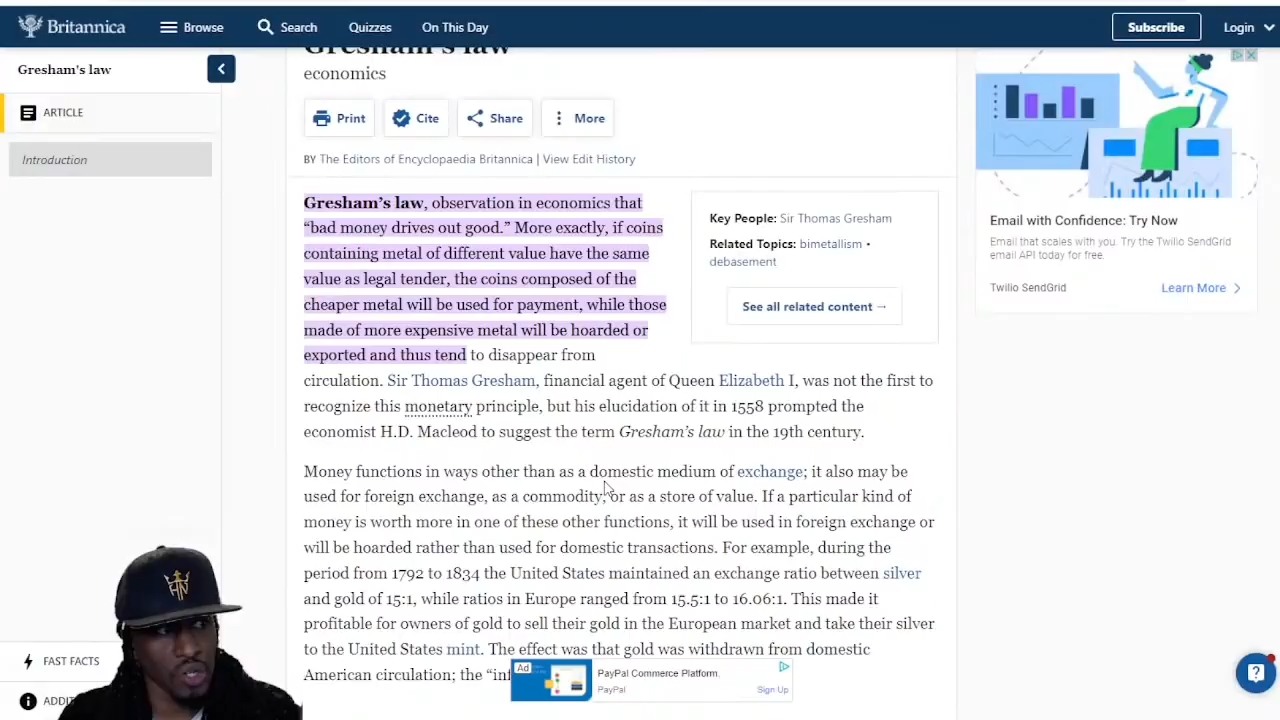 Britannica
Browse
Search
Quizzes
On This Day
Subscribe
Login
Gresham's law
ARTICLE
Introduction
Gresham's law
economics
Print
Cite
Share
More
BY The Editors of Encyclopaedia Britannica | View Edit History
Gresham's law, observation in economics that
“bad money drives out good.” More exactly, if coins
containing metal of different value have the same
value as legal tender, the coins composed of the
cheaper metal will be used for payment, while those
made of more expensive metal will be hoarded or
exported and thus tend to disappear from
circulation. Sir Thomas Gresham, financial agent of Queen Elizabeth I, was not the first to
recognize this monetary principle, but his elucidation of it in 1558 prompted the
economist H.D. Macleod to suggest the term Gresham's law in the 19th century.
Money functions in ways other than as a domestic medium of exchange; it also may be
used for foreign exchange, as a commodity, or as a store of value. If a particular kind of
money is worth more in one of these other functions, it will be used in foreign exchange or
will be hoarded rather than used for domestic transactions. For example, during the
period from 1792 to 1834 the United States maintained an exchange ratio between silver
and gold of 15:1, while ratios in Europe ranged from 15.5:1 to 16.06:1. This made it
profitable for owners of gold to sell their gold in the European market and take their silver
to the United States mint. The effect was that gold was withdrawn from domestic
American circulation; the “inf
Key People: Sir Thomas Gresham
Related Topics: bimetallism •
debasement
See all related content →
Email with Confidence: Try Now
Email that scales with you. Try the Twilio SendGrid
email API today for free.
Twilio SendGrid
Learn More
FAST FACTS
ADDI
HN
Ad
PayPal Commerce Platform.
PayPal
Sign Up